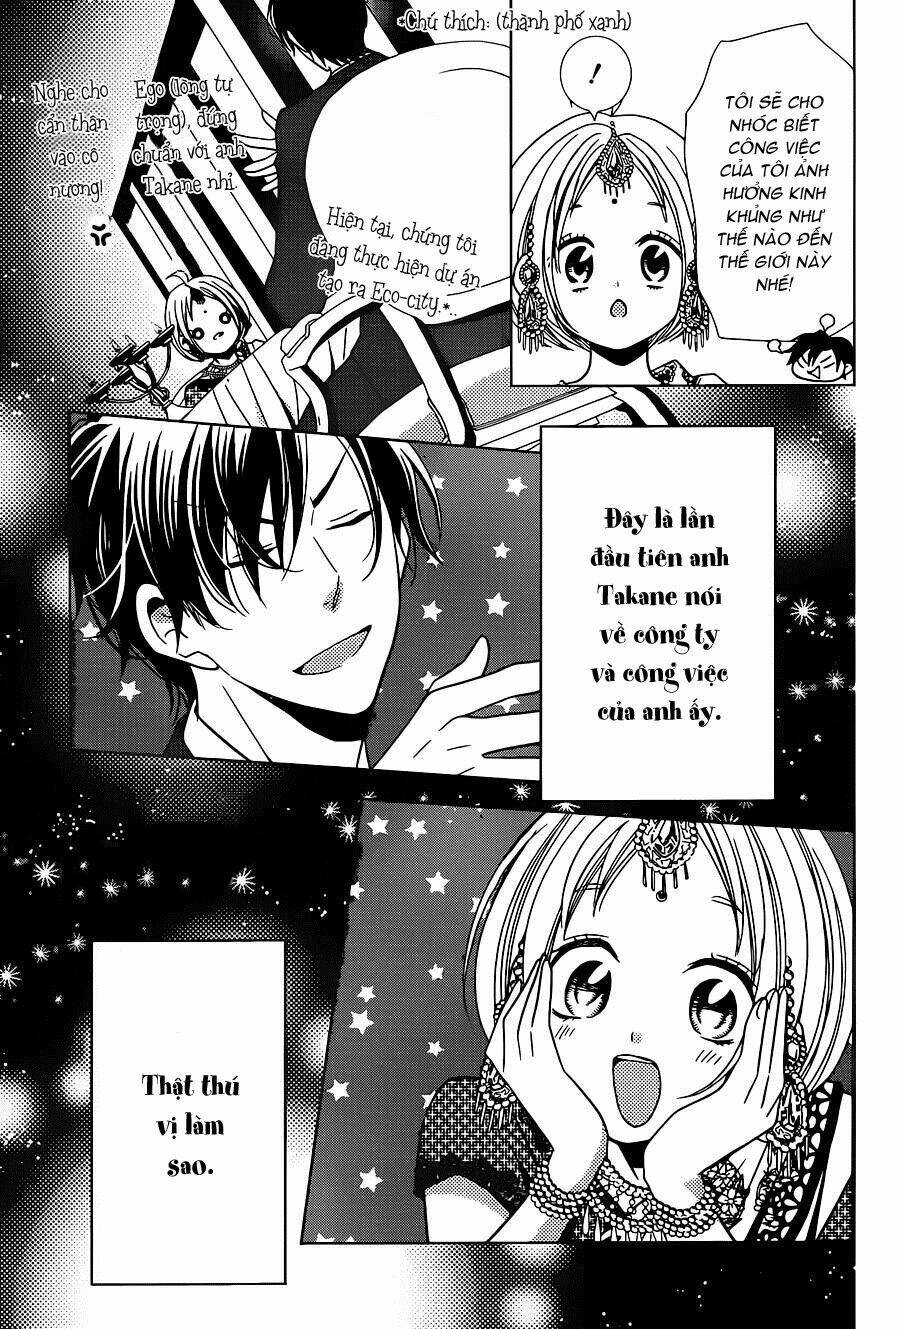 *Chú thích: (thành phố xanh)
!
TÔI SẼ CHO
NHÓC BIẾT
CÔNG VIỆC
CỦA TÔI ẢNH
HƯỞNG KINH
KHỦNG NHƯ
THẾ NÀO ĐẾN
THẾ GIỚI NÀY
NHÉ!
Hiện tại, chúng tôi
đang thực hiện dự án
tạo ra Eco-city.*..
Ego (lòng tự
trọng), đứng
chuẩn với anh
Takane nhỉ.
Nghe cho
cẩn thân
vào cô
nương!
Đây là lần
đầu tiên anh
Takane nói
về công ty
và công việc
của anh ấy.
Thật thú
vị làm
sao.